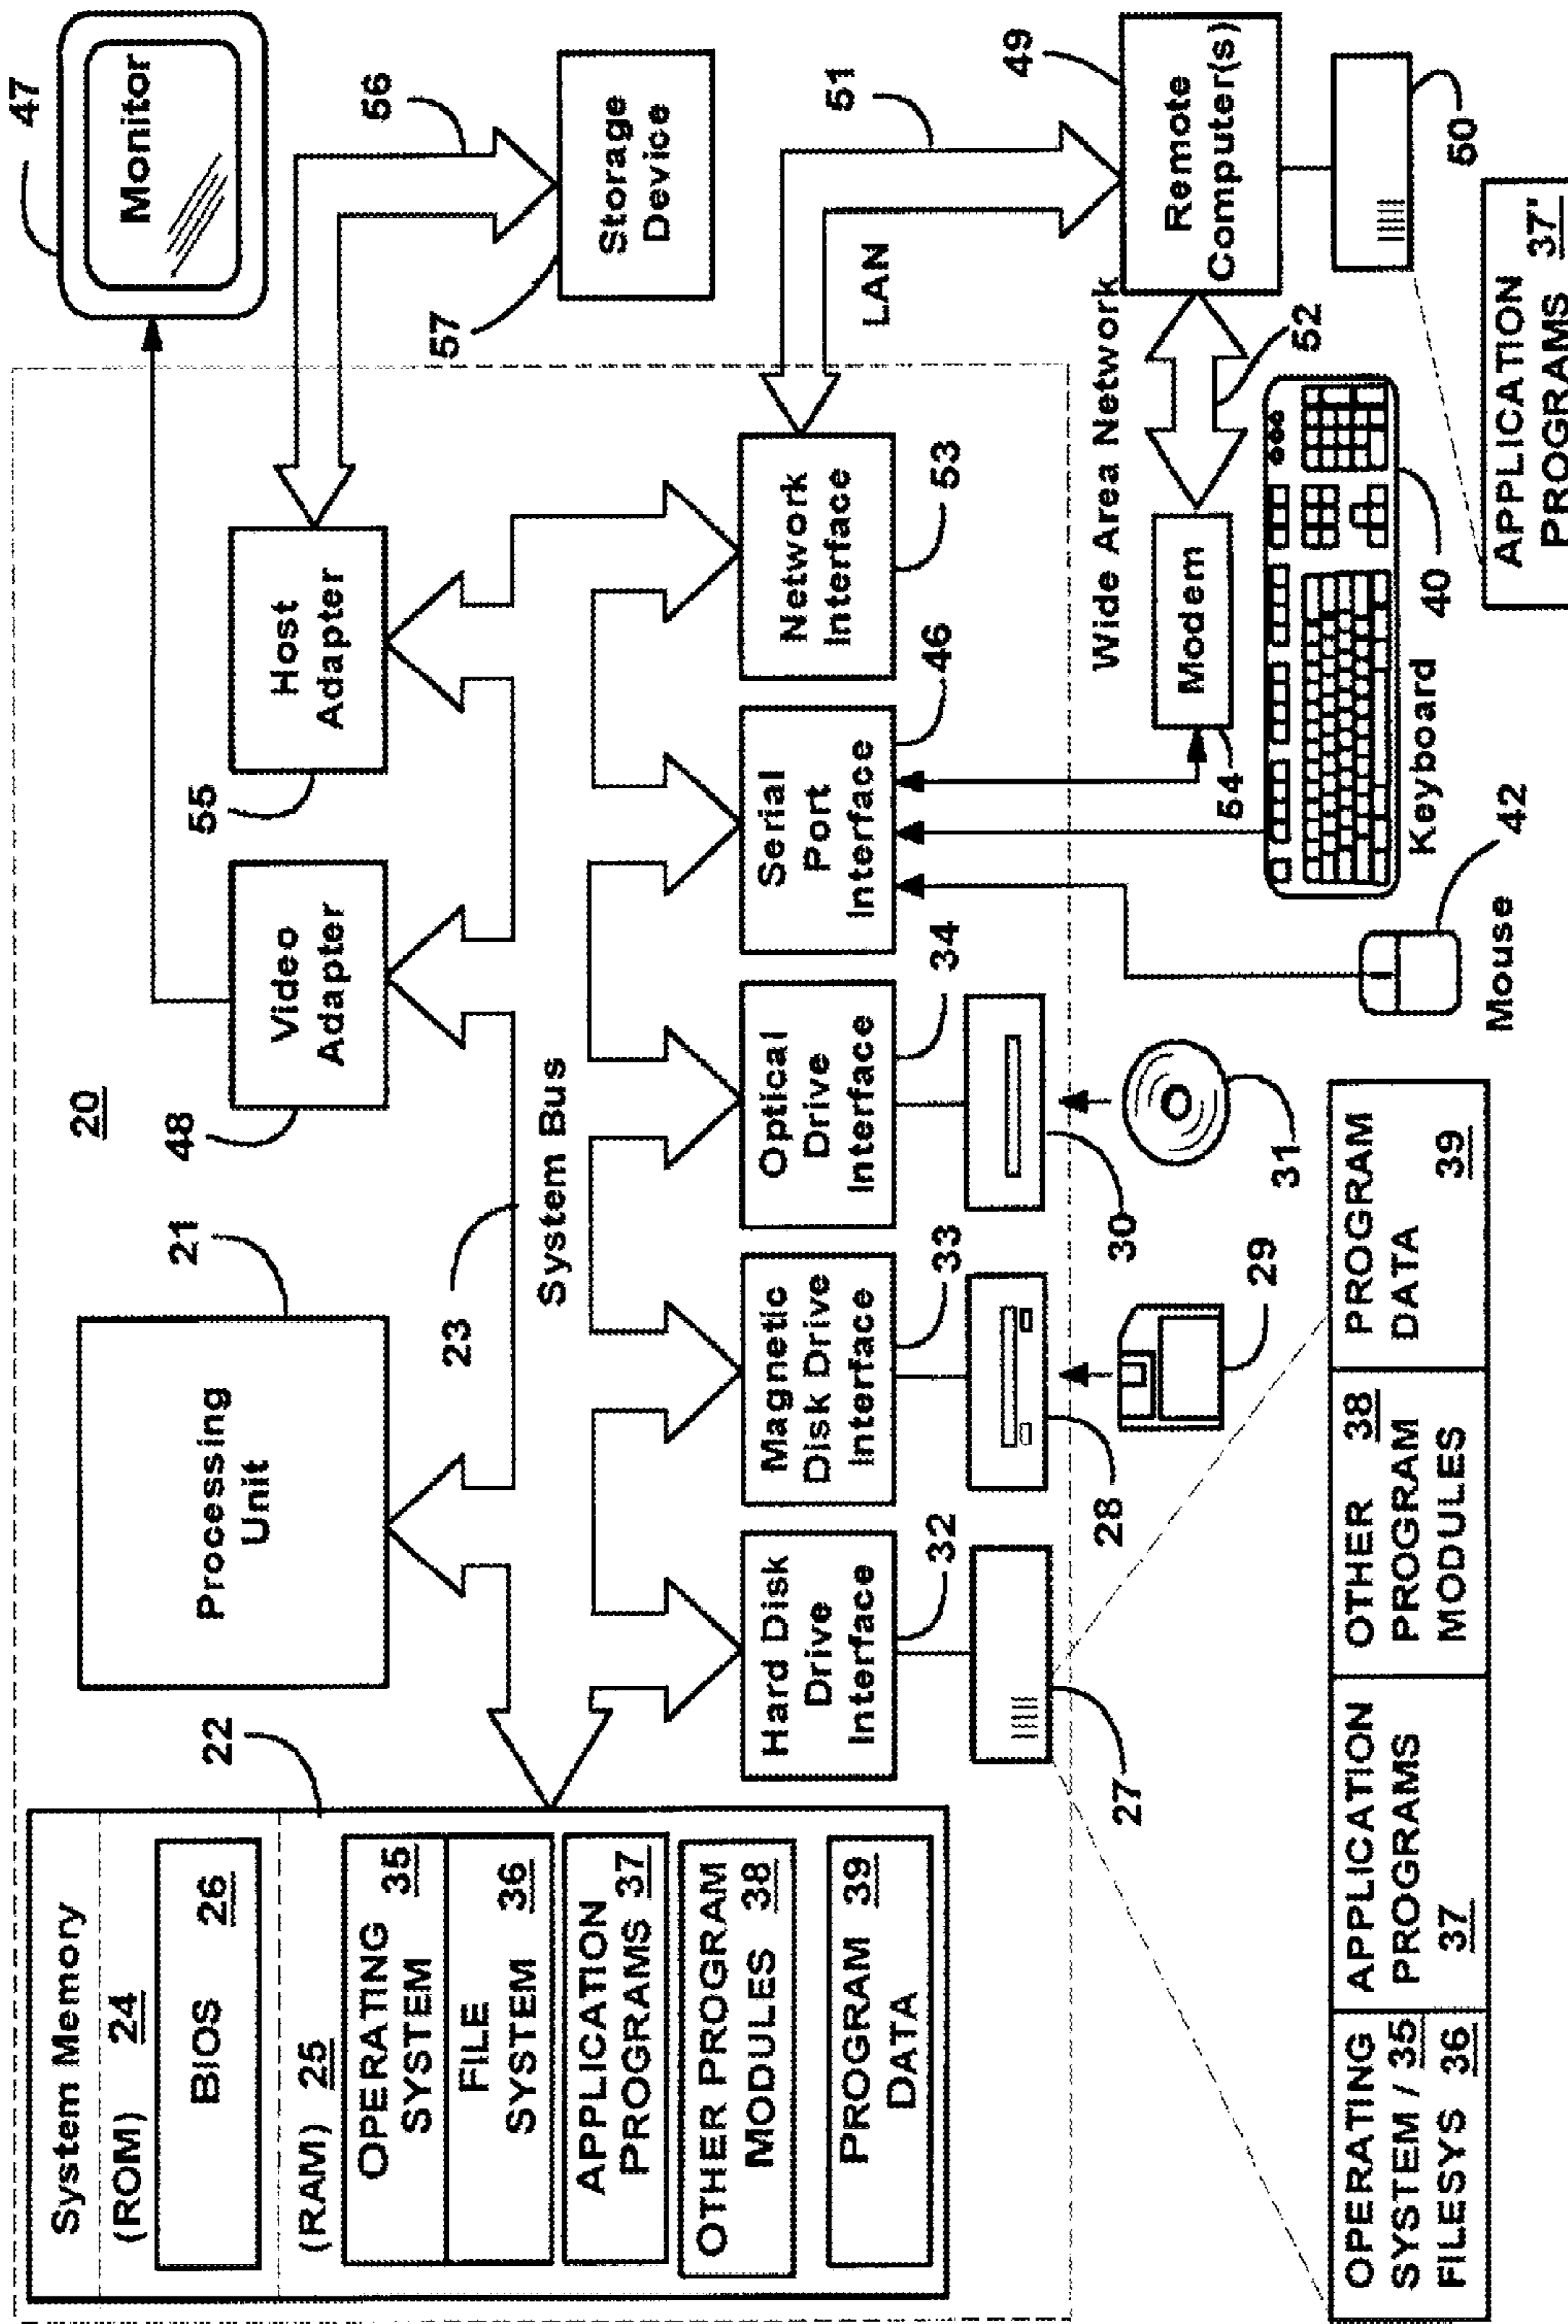 System Memory
(ROM) 24
BIOS 26
(RAM) 25
OPERATING
SYSTEM 35
FILE
SYSTEM 36
APPLICATION
PROGRAMS 37
OTHER PROGRAM
MODULES 38
PROGRAM 39
DATA
22
Processing
Unit
21
20
Video
Adapter
48
Host
Adapter
55
Monitor
47
56
Storage
Device
57
23
System Bus
Hard Disk
Drive
Interface
32
Magnetic
Disk Drive
Interface
33
Optical
Drive
Interface
34
Serial
Port
Interface
46
Network
Interface
53
LAN
51
27
28
29
30
31
Wide Area Network
Modem
54
52
Remote
Computer(s)
49
50
Keyboard
40
Mouse
42
OPERATING
SYSTEM / 35
FILESYS 36
APPLICATION
PROGRAMS
37
OTHER 38
PROGRAM
MODULES
PROGRAM
DATA
39
APPLICATION
PROGRAMS 37'